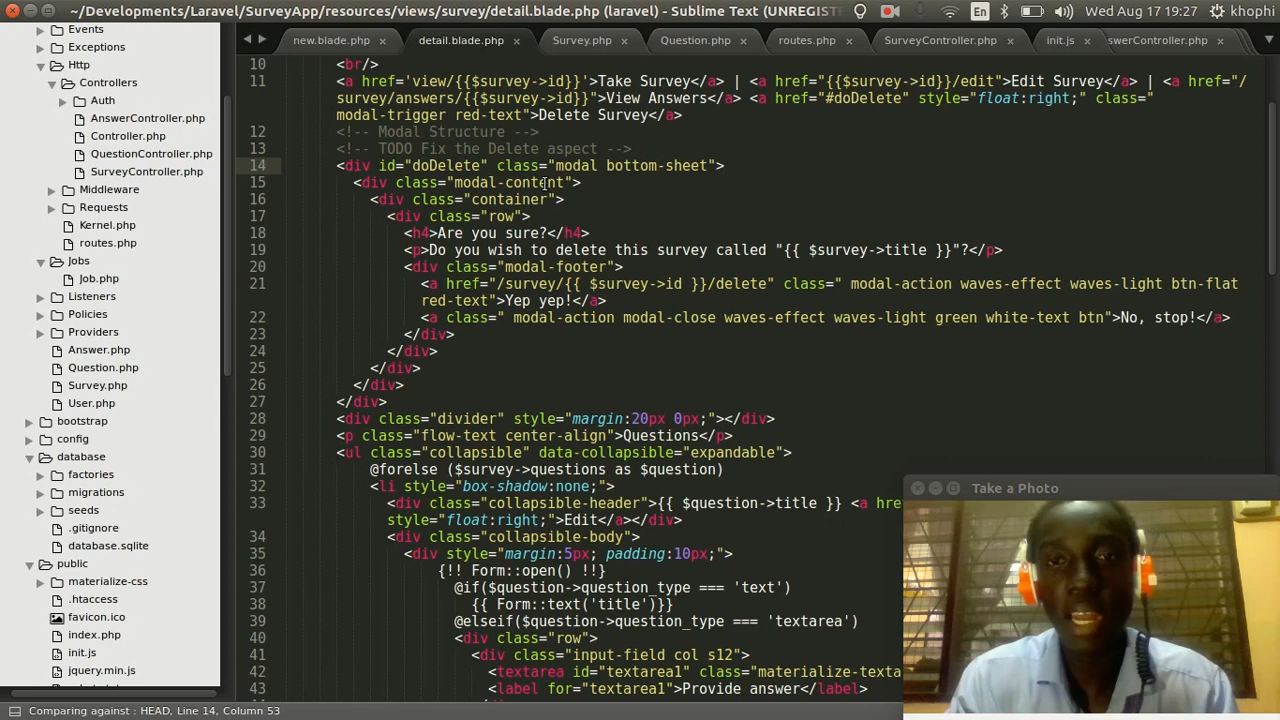 ~/Developments/Laravel/SurveyApp/resources/views/survey/detail.blade.php (laravel) - Sublime Text (UNREGISTE
En
Wed Aug 17 19:27
khophi
new.blade.php
detail.blade.php
Survey.php
Question.php
routes.php
SurveyController.php
init.js
swerController.php
Events
Exceptions
Http
Controllers
Auth
AnswerController.php
Controller.php
QuestionController.php
SurveyController.php
Middleware
Requests
Kernel.php
routes.php
Jobs
Job.php
Listeners
Policies
Providers
Answer.php
Question.php
Survey.php
User.php
bootstrap
config
database
factories
migrations
seeds
.gitignore
database.sqlite
public
materialize-css
.htaccess
favicon.ico
index.php
init.js
jquery.min.js
10 <br/>
11 <a href='view/{{$survey->id}}'>Take Survey</a> | <a href="{{$survey->id}}/edit">Edit Survey</a> | <a href="/
survey/answers/{{$survey->id}}">View Answers</a> <a href="#doDelete" style="float:right;" class="
modal-trigger red-text">Delete Survey</a>
12 <!-- Modal Structure -->
13 <!-- TODO Fix the Delete aspect -->
14 <div id="doDelete" class="modal bottom-sheet">
15 <div class="modal-content">
16 <div class="container">
17 <div class="row">
18 <h4>Are you sure?</h4>
19 <p>Do you wish to delete this survey called "{{ $survey->title }}"?</p>
20 <div class="modal-footer">
21 <a href="/survey/{{ $survey->id }}/delete" class=" modal-action waves-effect waves-light btn-flat
red-text">Yep yep!</a>
22 <a class=" modal-action modal-close waves-effect waves-light green white-text btn">No, stop!</a>
23 </div>
24 </div>
25 </div>
26 </div>
27 </div>
28 <div class="divider" style="margin:20px 0px;"></div>
29 <p class="flow-text center-align">Questions</p>
30 <ul class="collapsible" data-collapsible="expandable">
31 @forelse ($survey->questions as $question)
32 <li style="box-shadow:none;">
33 <div class="collapsible-header">{{ $question->title }} <a hr
style="float:right;">Edit</a></div>
34 <div class="collapsible-body">
35 <div style="margin:5px; padding:10px;">
36 {!! Form::open() !!}
37 @if($question->question_type === 'text')
38 {{ Form::text('title')}}
39 @elseif($question->question_type === 'textarea')
40 <div class="row">
41 <div class="input-field col s12">
42 <textarea id="textarea1" class="materialize-texta
43 <label for="textarea1">Provide answer</label>
Take a Photo
Comparing against : HEAD, Line 14, Column 53